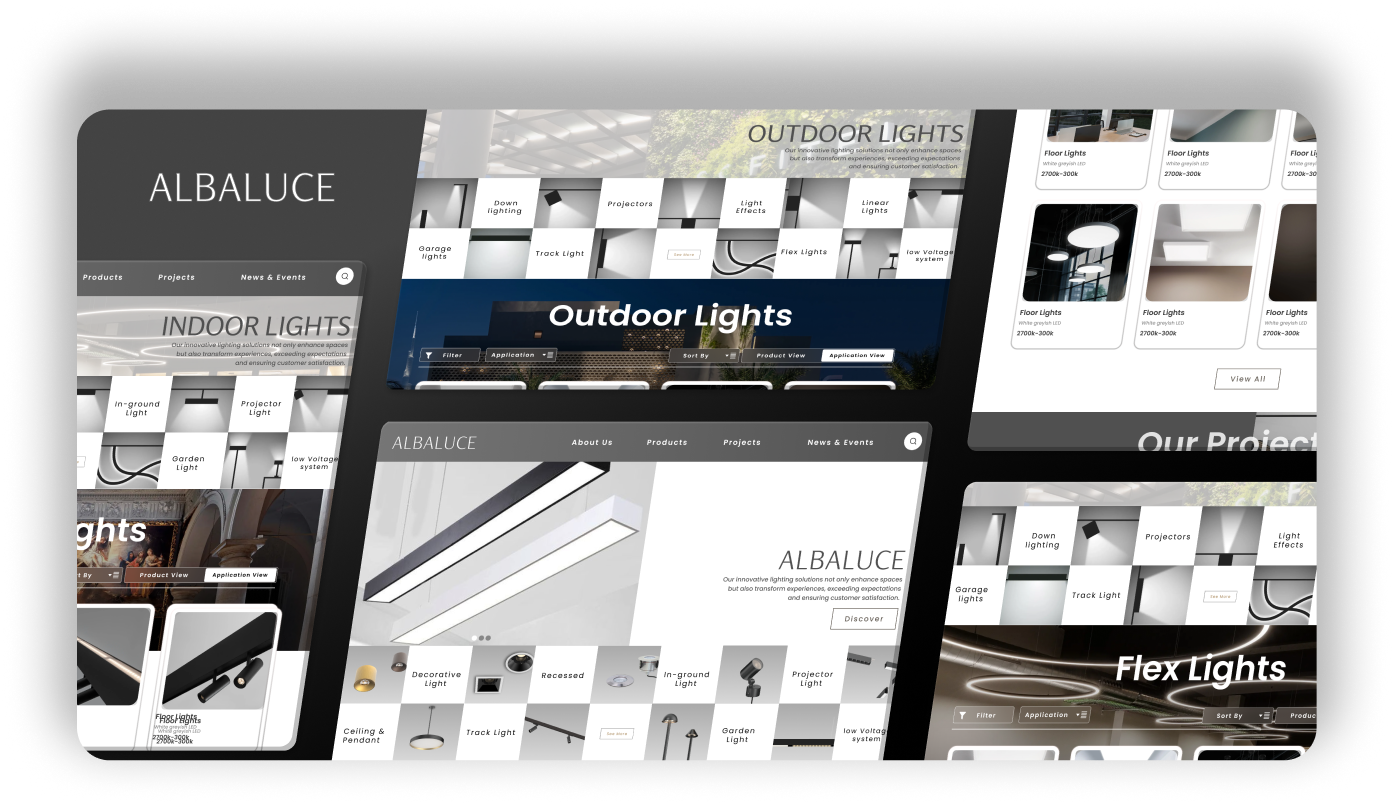 ALBALUCE
Products
Projects
News & Events
INDOOR LIGHTS
Our innovative lighting solutions not only enhance spaces
but also transform experiences, exceeding expectations
and ensuring customer satisfaction.
In-ground
Light
Projector
Light
Garden
Light
low Voltage
system
ghts
t By
Product View
Application View
Floor Lights
Floor Lights
White greyish LED
White greyish LED
2700k-300k
2700k-300k
OUTDOOR LIGHTS
Our innovative lighting solutions not only enhance spaces
but also transform experiences, exceeding expectations
and ensuring customer satisfaction.
Down
lighting
Projectors
Light
Effects
Linear
Lights
Garage
lights
Track Light
See More
Flex Lights
low Voltage
system
Outdoor Lights
Filter
Application
Sort By
Product View
Application View
ALBALUCE
About Us
Products
Projects
News & Events
ALBALUCE
Our innovative lighting solutions not only enhance spaces
but also transform experiences, exceeding expectations
and ensuring customer satisfaction.
Discover
Decorative
Light
Recessed
In-ground
Light
Projector
Light
Ceiling &
Pendant
Track Light
See More
Garden
Light
low Voltag
system
Floor Lights
White greyish LED
2700k-300k
Floor Lights
White greyish LED
2700k-300k
Floor Li
White greyis
2700k-3
Floor Lights
White greyish LED
2700k-300k
Floor Lights
White greyish LED
2700k-300k
Floor Lights
White greyish LED
2700k-300k
View All
Our Project
Down
lighting
Projectors
Light
Effects
Garage
lights
Track Light
See More
Flex Lights
Filter
Application
Sort By
Produc